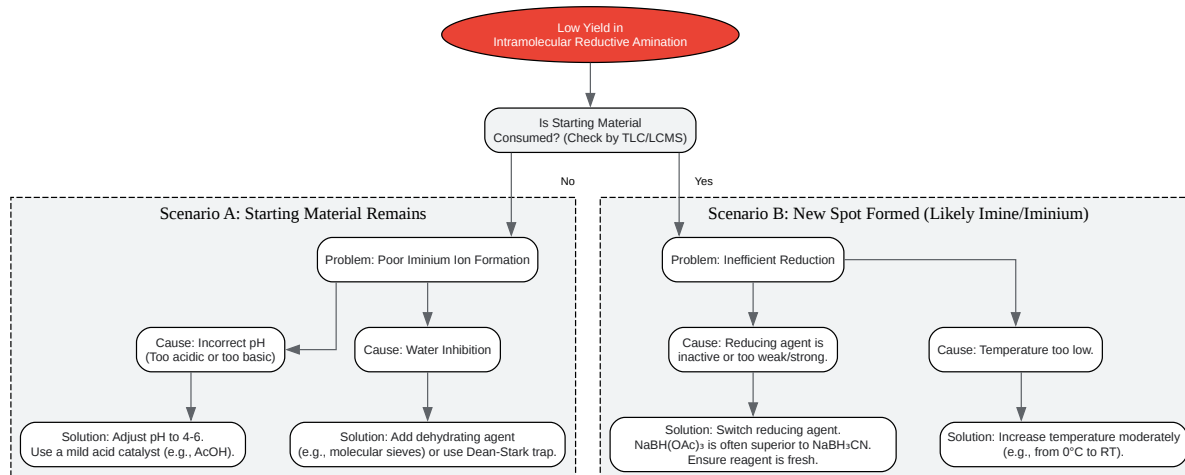 Low Yield in
Intramolecular Reductive Amination
Is Starting Material
Consumed? (Check by TLC/LCMS)
No
Yes
Scenario A: Starting Material Remains
Problem: Poor Iminium Ion Formation
Cause: Incorrect pH
(Too acidic or too basic)
Cause: Water Inhibition
Solution: Adjust pH to 4-6.
Use a mild acid catalyst (e.g., AcOH).
Solution: Add dehydrating agent
(e.g., molecular sieves) or use Dean-Stark trap.
Scenario B: New Spot Formed (Likely Imine/Iminium)
Problem: Inefficient Reduction
Cause: Reducing agent is
inactive or too weak/strong.
Cause: Temperature too low.
Solution: Switch reducing agent.
NaBH(OAc)₃ is often superior to NaBH₃CN.
Ensure reagent is fresh.
Solution: Increase temperature moderately
(e.g., from 0°C to RT).